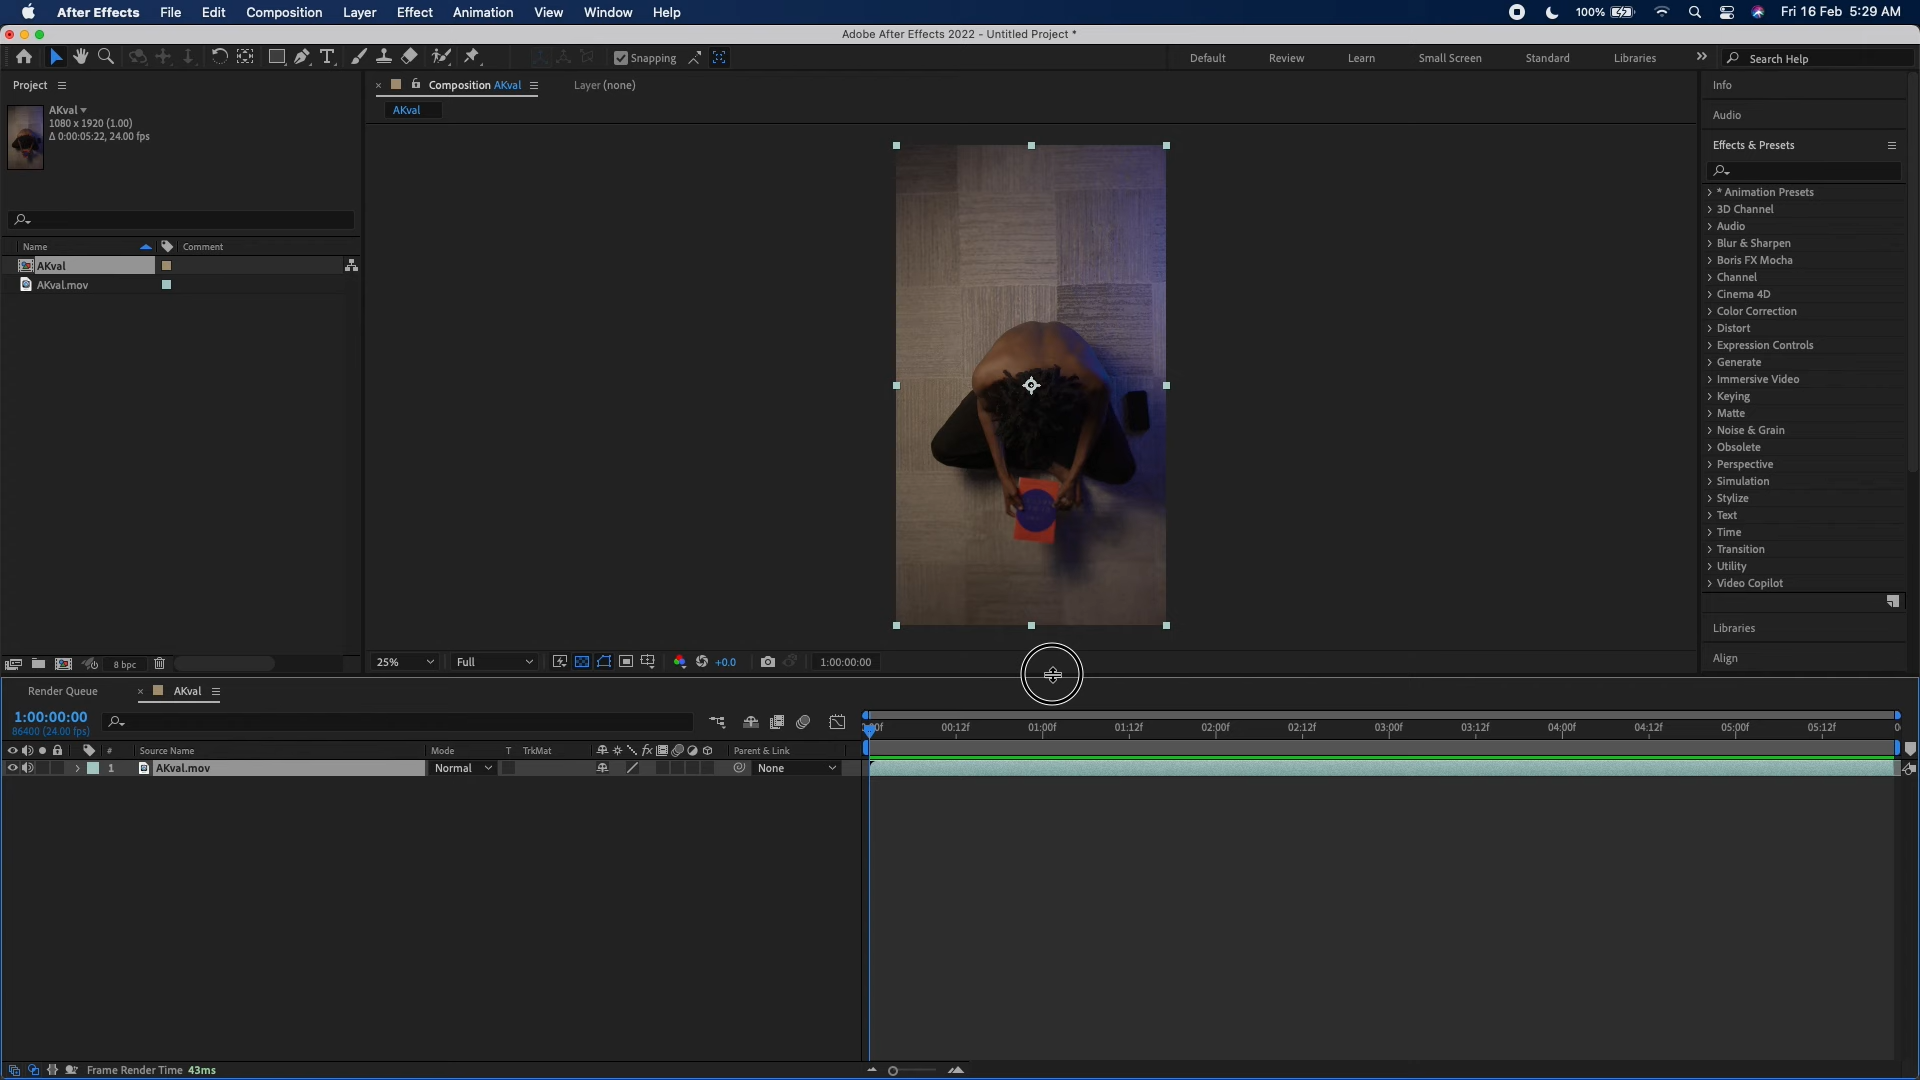 After Effects File Edit Composition Layer Effect Animation View Window Help 100% Fri 16 Feb 5:29 AM
Adobe After Effects 2022 - Untitled Project *
Snapping Default Review Learn Small Screen Standard Libraries Search Help
Project
Composition AKval Layer (none)
AKval
AKval
1080 x 1920 (1.00)
Δ 0:00:05:22, 24.00 fps
Name Comment
AKval
AKval.mov
Info
Audio
Effects & Presets
* Animation Presets
3D Channel
Audio
Blur & Sharpen
Boris FX Mocha
Channel
Cinema 4D
Color Correction
Distort
Expression Controls
Generate
Immersive Video
Keying
Matte
Noise & Grain
Obsolete
Perspective
Simulation
Stylize
Text
Time
Transition
Utility
Video Copilot
Libraries
Align
8 bpc
25% Full +0.0 1:00:00:00
Render Queue AKval
1:00:00:00
86400 (24.00 fps)
00:12f 01:00f 01:12f 02:00f 02:12f 03:00f 03:12f 04:00f 04:12f 05:00f 05:12f
# Source Name Mode T TrkMat fx Parent & Link
1 AKval.mov Normal None
Frame Render Time 43ms